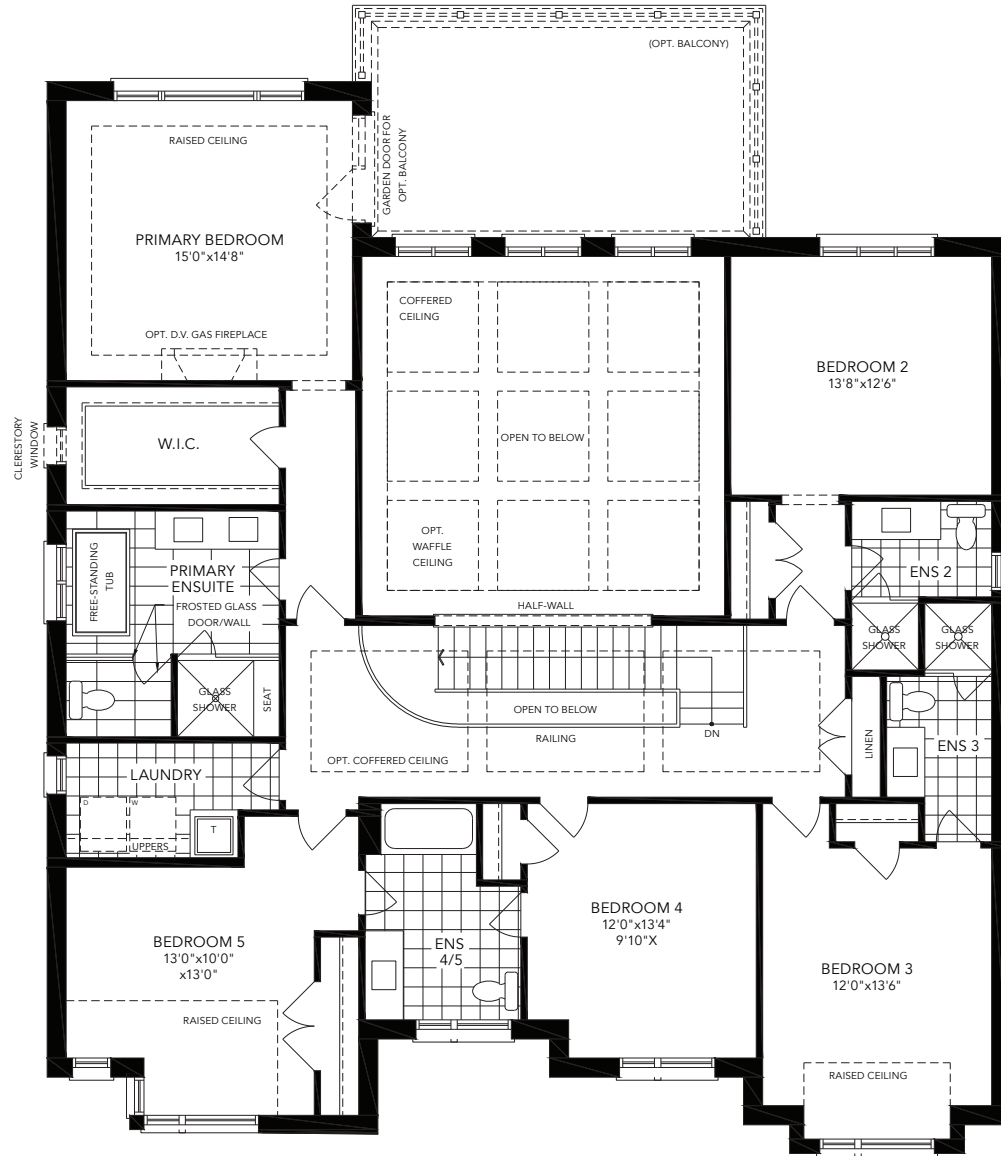 (OPT. BALCONY)
RAISED CEILING
GARDEN DOOR FOR
OPT. BALCONY
PRIMARY BEDROOM
15'0"x14'8"
OPT. D.V. GAS FIREPLACE
COFFERED
CEILING
OPEN TO BELOW
OPT.
WAFFLE
CEILING
BEDROOM 2
13'8"x12'6"
CLERESTORY
WINDOW
W.I.C.
FREE-STANDING
TUB
PRIMARY
ENSUITE
FROSTED GLASS
DOOR/WALL
GLASS
SHOWER
SEAT
HALF-WALL
ENS 2
GLASS
SHOWER
GLASS
SHOWER
OPEN TO BELOW
RAILING
DN
OPT. COFFERED CEILING
LINEN
ENS 3
LAUNDRY
D
W
UPPERS
T
BEDROOM 5
13'0"x10'0"
x13'0"
RAISED CEILING
ENS
4/5
BEDROOM 4
12'0"x13'4"
9'10"X
BEDROOM 3
12'0"x13'6"
RAISED CEILING